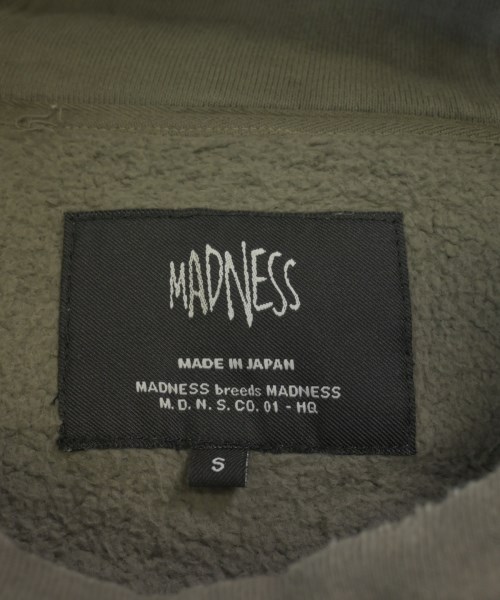 MADNESS
MADE IN JAPAN
MADNESS breeds MADNESS
M. D. N. S. CO. 01 - HQ
S